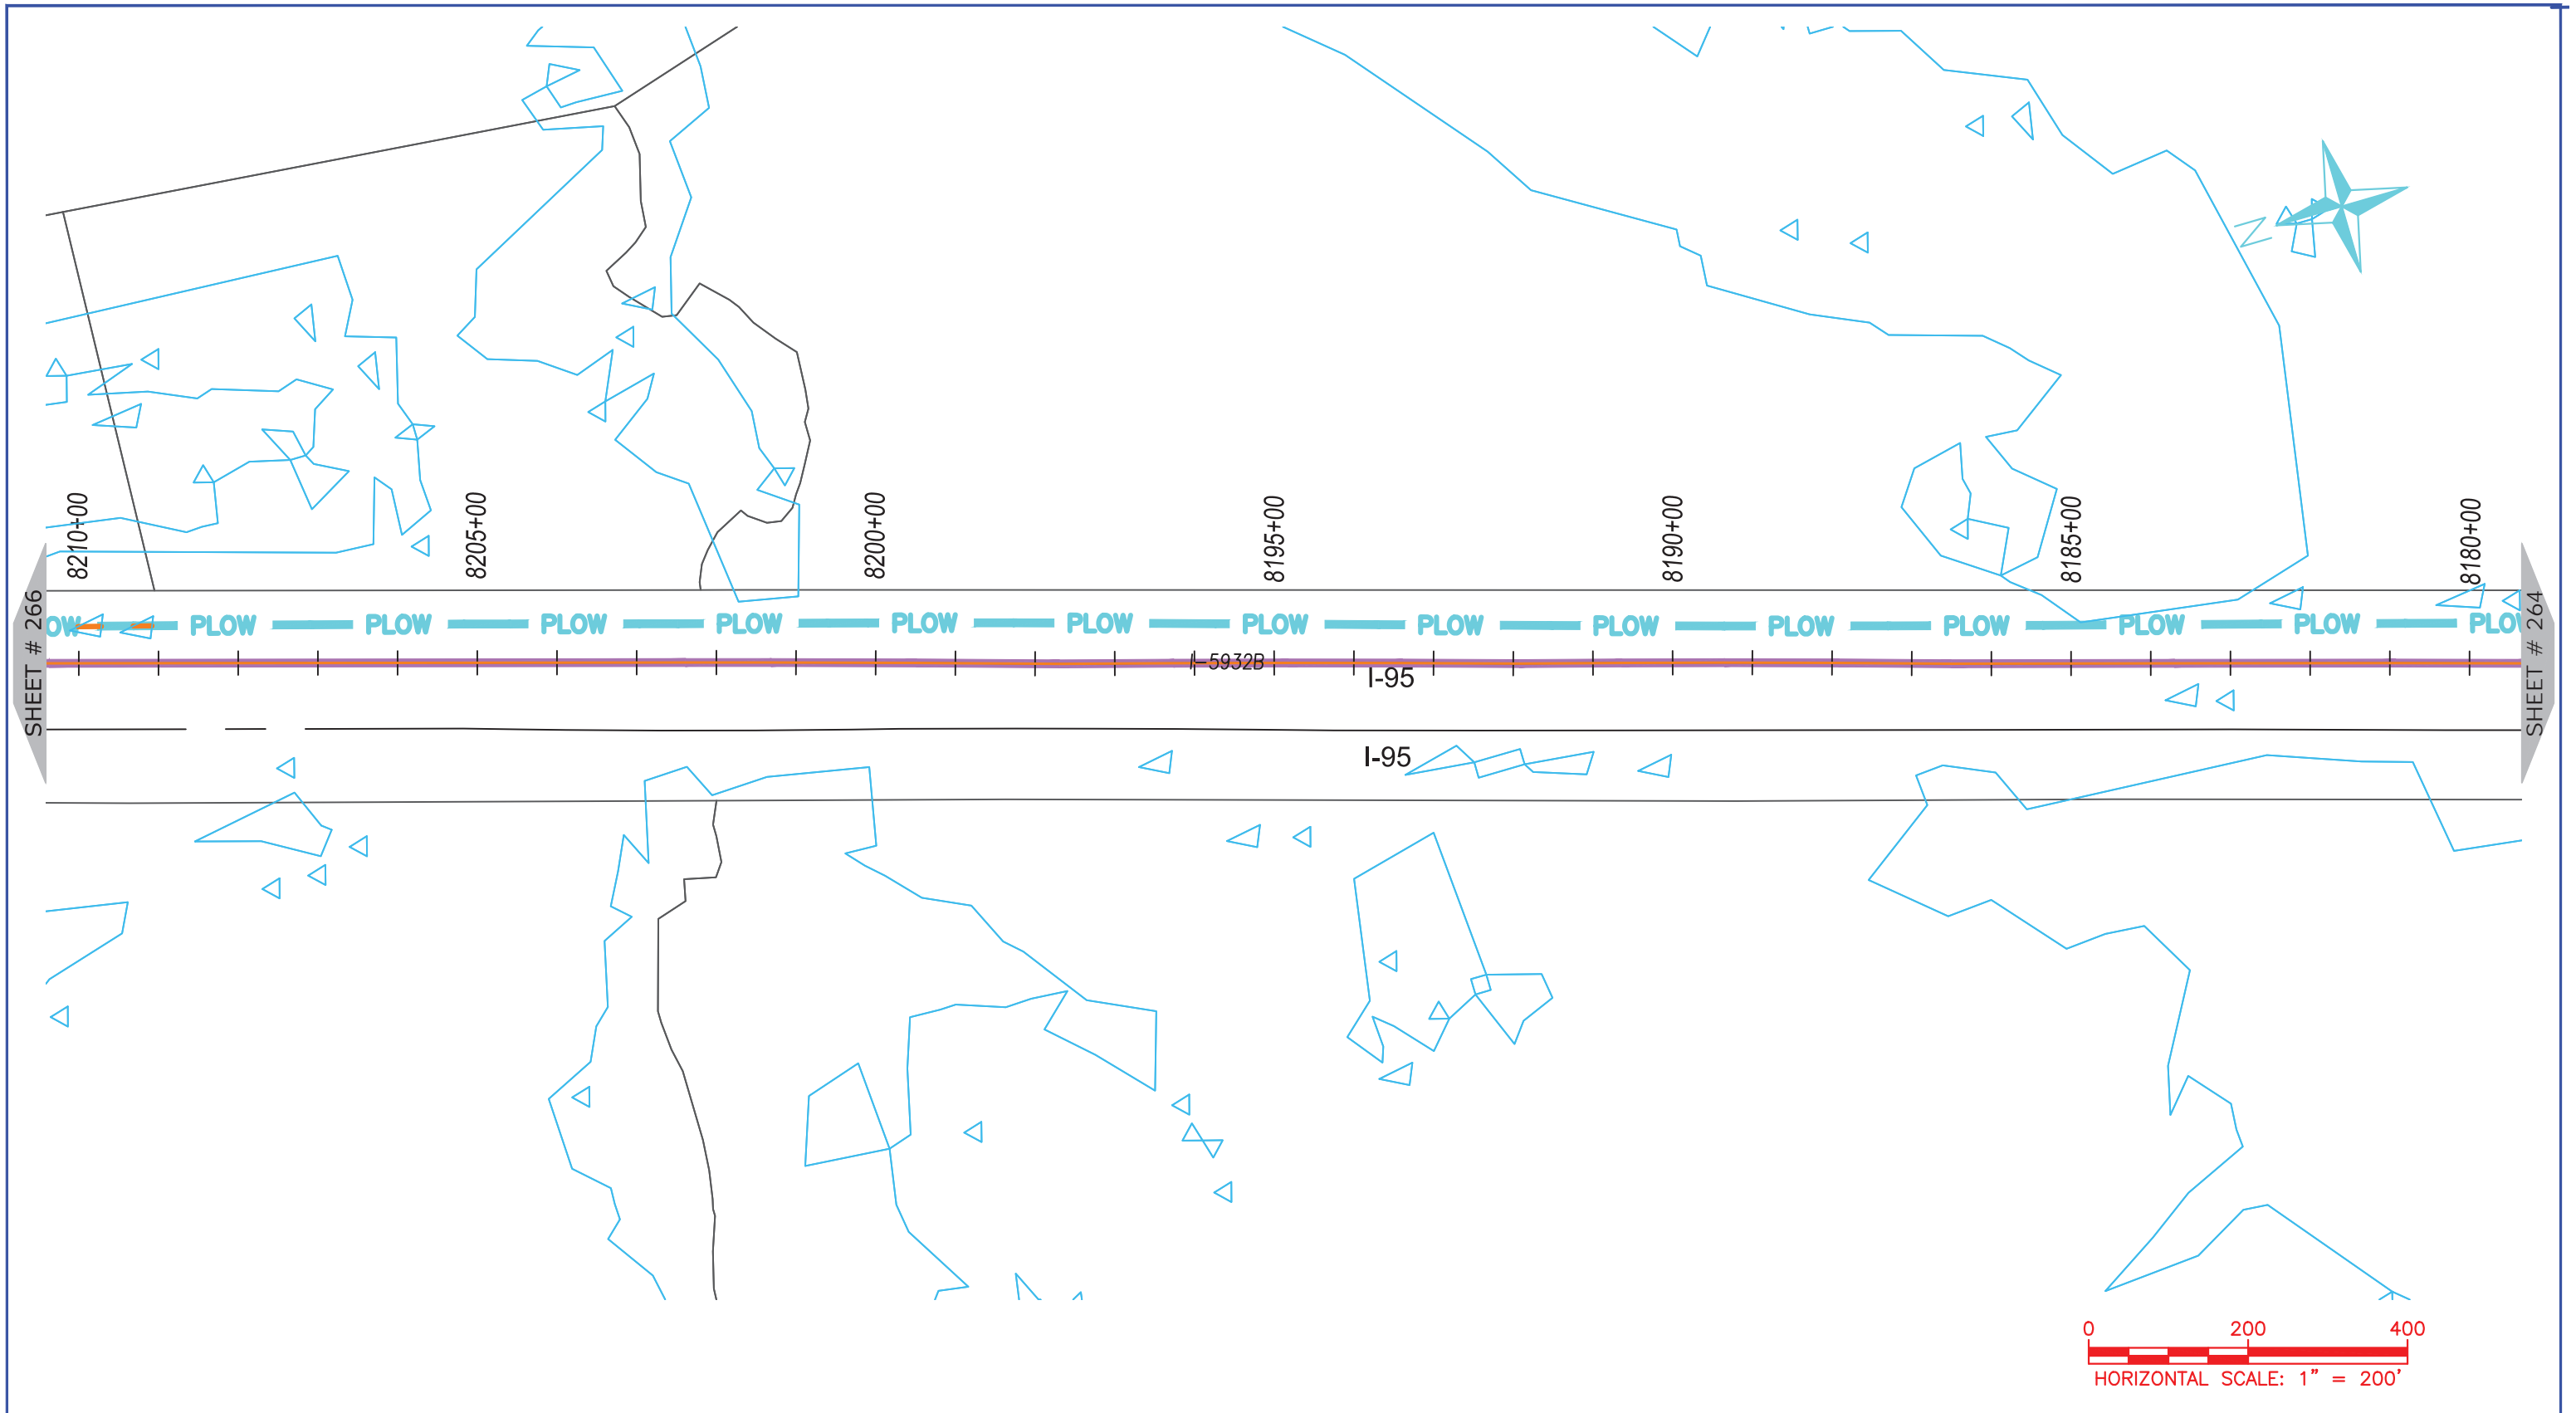 N
8210+00
8205+00
8200+00
8195+00
8190+00
8185+00
8180+00
SHEET # 266
OW PLOW PLOW PLOW PLOW PLOW PLOW PLOW PLOW PLOW PLOW PLOW PLOW PLOW PLO
SHEET # 264
I-5932B
I-95
I-95
0 200 400
HORIZONTAL SCALE: 1" = 200'